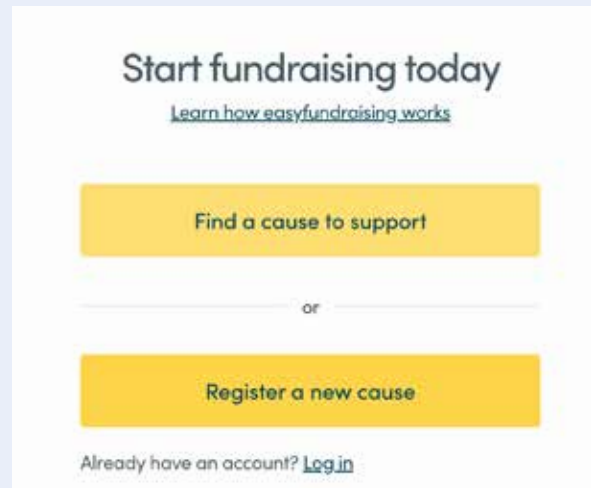 Start fundraising today
Learn how easyfundraising works
Find a cause to support
or
Register a new cause
Already have an account? Log in